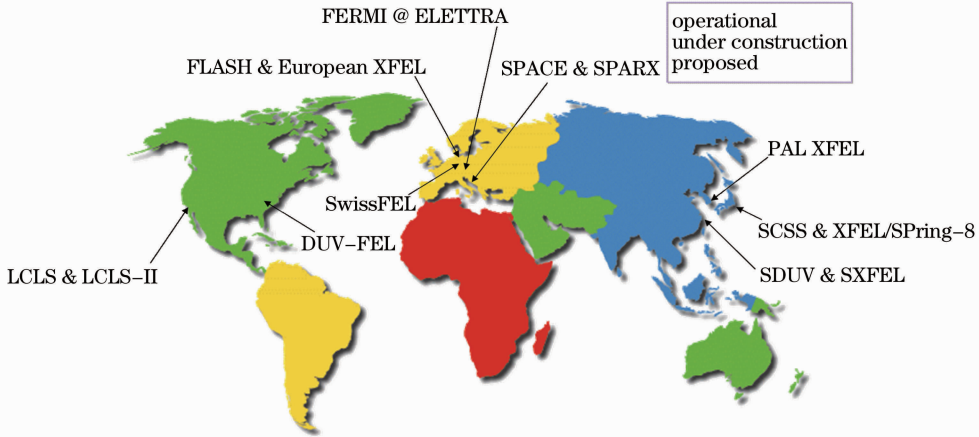 FERMI @ ELETTRA
operational
under construction
proposed
FLASH & European XFEL
SPACE & SPARX
PAL XFEL
SwissFEL
SCSS & XFEL/SPring-8
DUV-FEL
LCLS & LCLS-II
SDUV & SXFEL